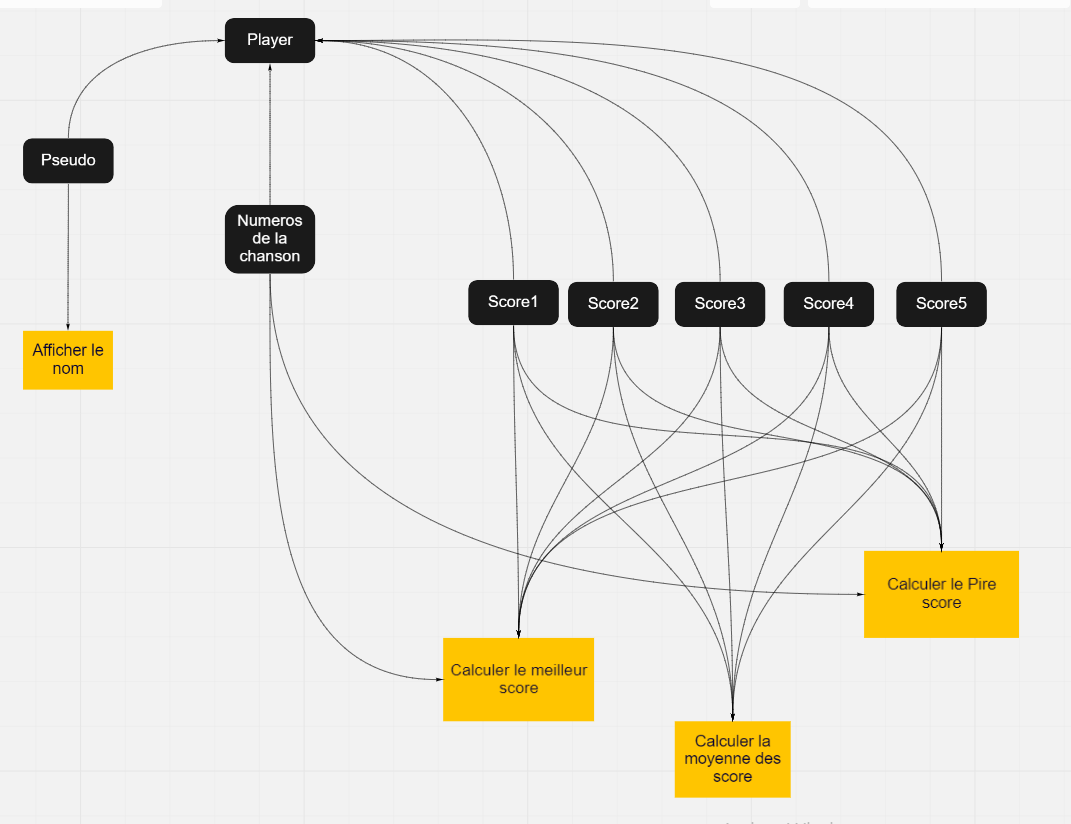 Player
Pseudo
Numeros
de la
chanson
Score1
Score2
Score3
Score4
Score5
Afficher le
nom
Calculer le Pire
score
Calculer le meilleur
score
Calculer la
moyenne des
score